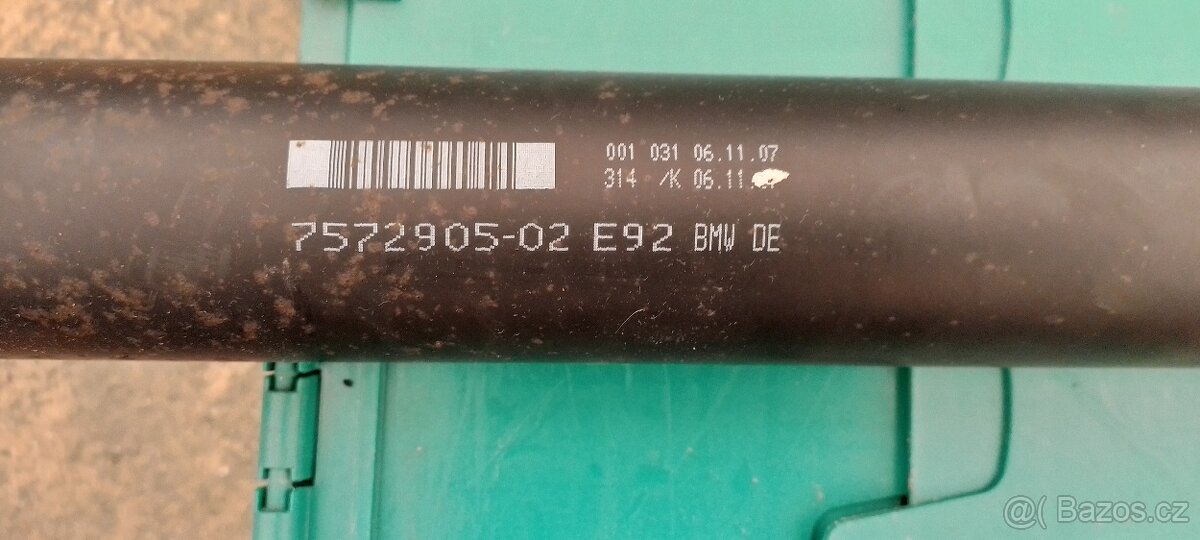 001 031 06.11.07
314 /K 06.11.
7572905-02 E92 BMW DE
@( Bazos.cz